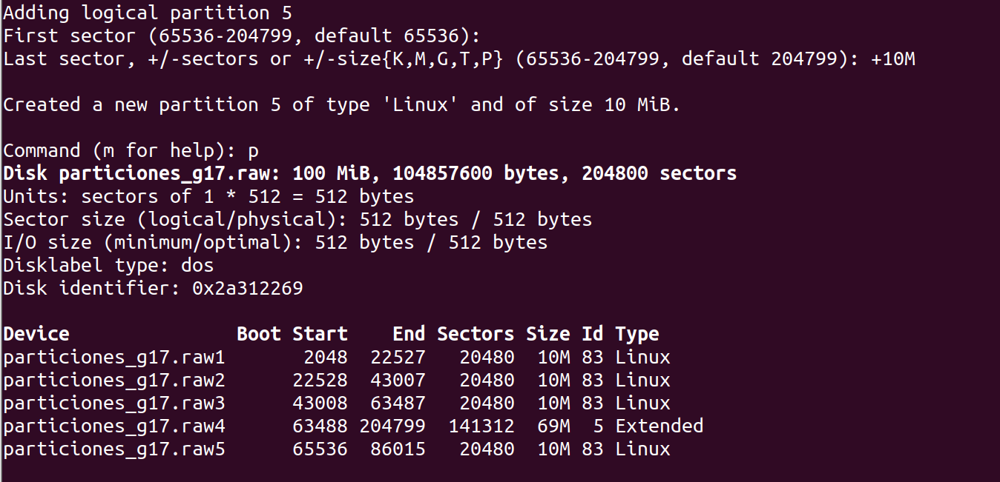 Adding logical partition 5
First sector (65536-204799, default 65536):
Last sector, +/-sectors or +/-size{K,M,G,T,P} (65536-204799, default 204799): +10M

Created a new partition 5 of type 'Linux' and of size 10 MiB.

Command (m for help): p
Disk particiones_g17.raw: 100 MiB, 104857600 bytes, 204800 sectors
Units: sectors of 1 * 512 = 512 bytes
Sector size (logical/physical): 512 bytes / 512 bytes
I/O size (minimum/optimal): 512 bytes / 512 bytes
Disklabel type: dos
Disk identifier: 0x2a312269

Device               Boot Start    End Sectors Size Id Type
particiones_g17.raw1       2048  22527   20480  10M 83 Linux
particiones_g17.raw2      22528  43007   20480  10M 83 Linux
particiones_g17.raw3      43008  63487   20480  10M 83 Linux
particiones_g17.raw4      63488 204799  141312  69M  5 Extended
particiones_g17.raw5      65536  86015   20480  10M 83 Linux